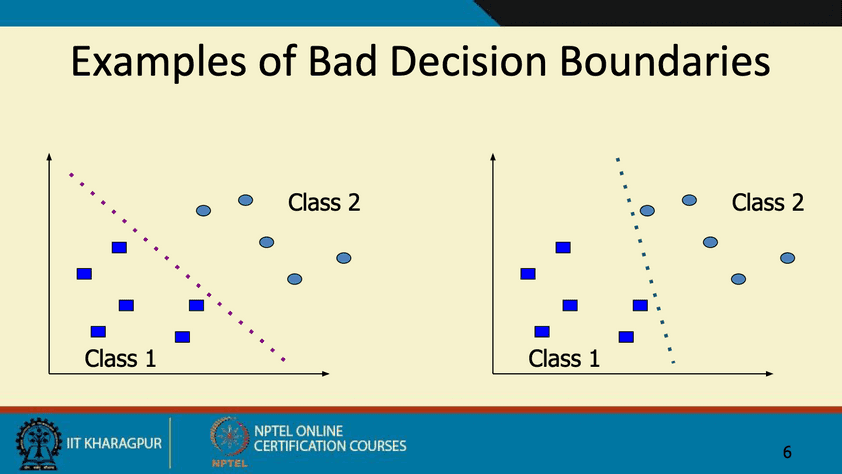 Examples of Bad Decision Boundaries
Class 2
Class 1
Class 2
Class 1
IIT KHARAGPUR
NPTEL
NPTEL ONLINE
CERTIFICATION COURSES
6